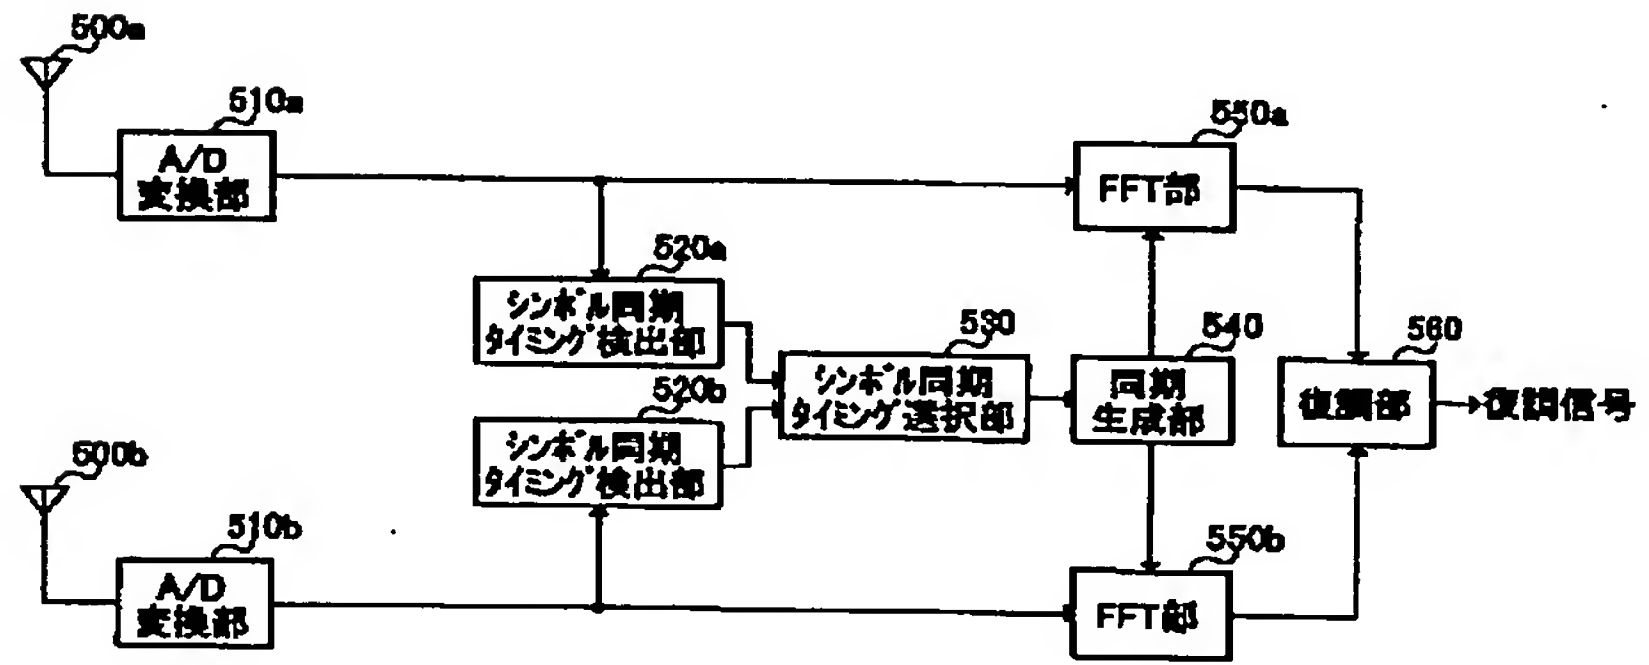 500a
510a
A/D
変換部
550a
FFT部
520a
シンボル同期
タイミング検出部
530
シンボル同期
タイミング選択部
540
同期
生成部
560
復調部
復調信号
520b
シンボル同期
タイミング検出部
500b
510b
A/D
変換部
550b
FFT部